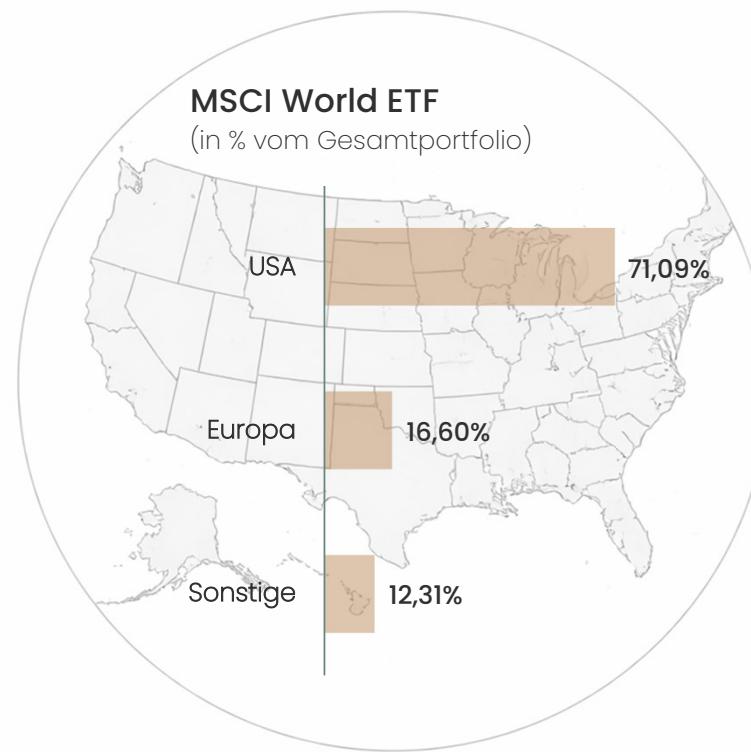 MSCI World ETF
(in % vom Gesamtportfolio)
USA 71,09%
Europa 16,60%
Sonstige 12,31%